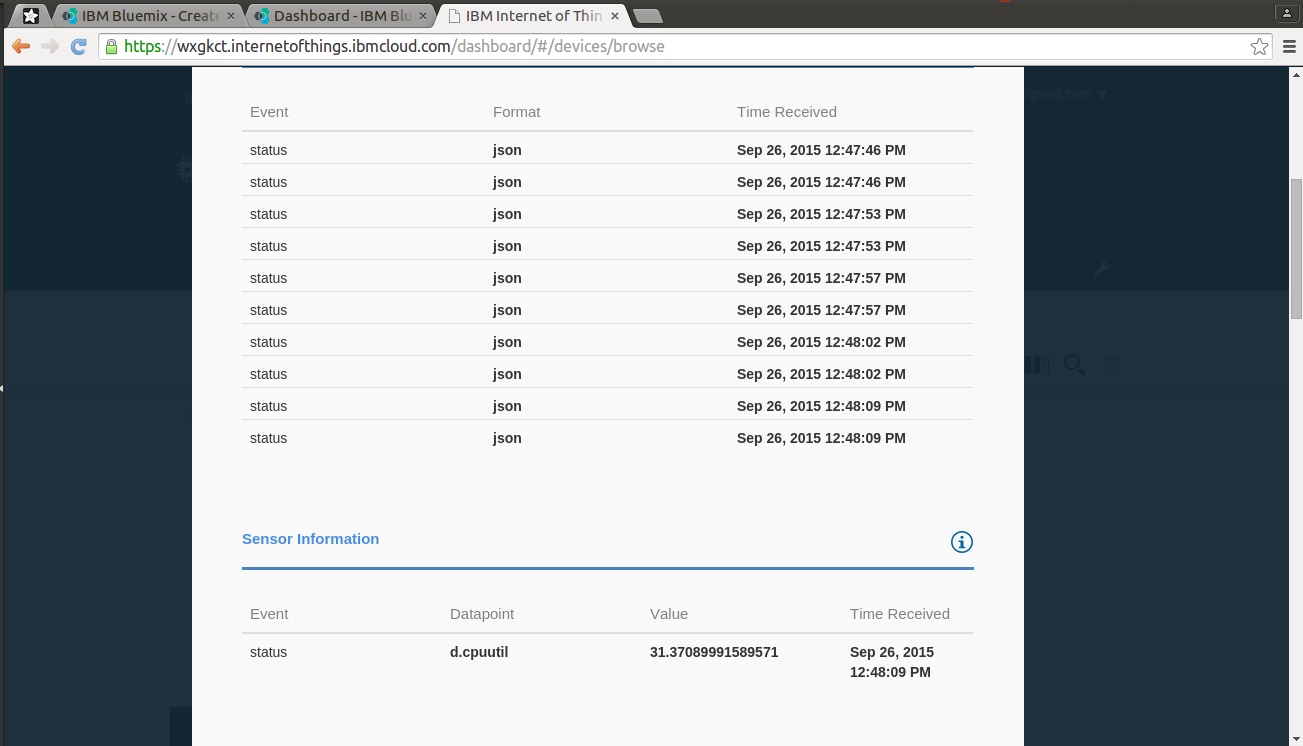 IBM Bluemix - Create
Dashboard - IBM Blu
IBM Internet of Thin
https://wxgkct.internetofthings.ibmcloud.com/dashboard/#/devices/browse
gmail.com
Event Format Time Received
status json Sep 26, 2015 12:47:46 PM
status json Sep 26, 2015 12:47:46 PM
status json Sep 26, 2015 12:47:53 PM
status json Sep 26, 2015 12:47:53 PM
status json Sep 26, 2015 12:47:57 PM
status json Sep 26, 2015 12:47:57 PM
status json Sep 26, 2015 12:48:02 PM
status json Sep 26, 2015 12:48:02 PM
status json Sep 26, 2015 12:48:09 PM
status json Sep 26, 2015 12:48:09 PM
Sensor Information
Event Datapoint Value Time Received
status d.cpuutil 31.37089991589571 Sep 26, 2015
12:48:09 PM